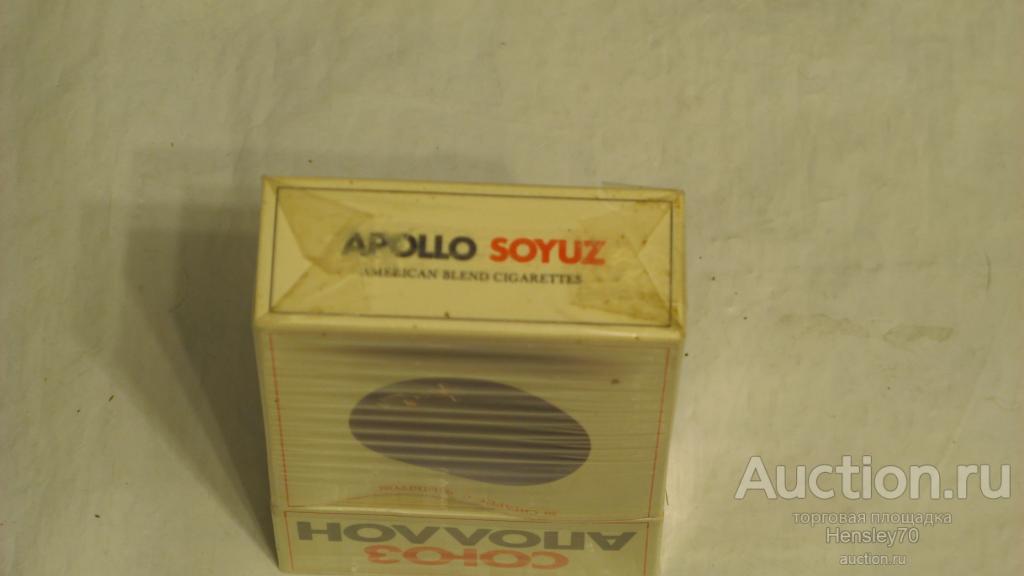 APOLLO SOYUZ
AMERICAN BLEND CIGARETTES
СОЮЗ
АПОЛЛОН
Auction.ru
торговая площадка
Hensley70
auction.ru